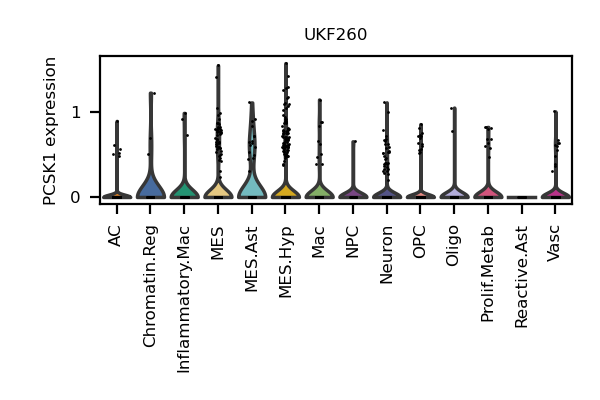 UKF260
PCSK1 expression
1
0
AC
Chromatin.Reg
Inflammatory.Mac
MES
MES.Ast
MES.Hyp
Mac
NPC
Neuron
OPC
Oligo
Prolif.Metab
Reactive.Ast
Vasc